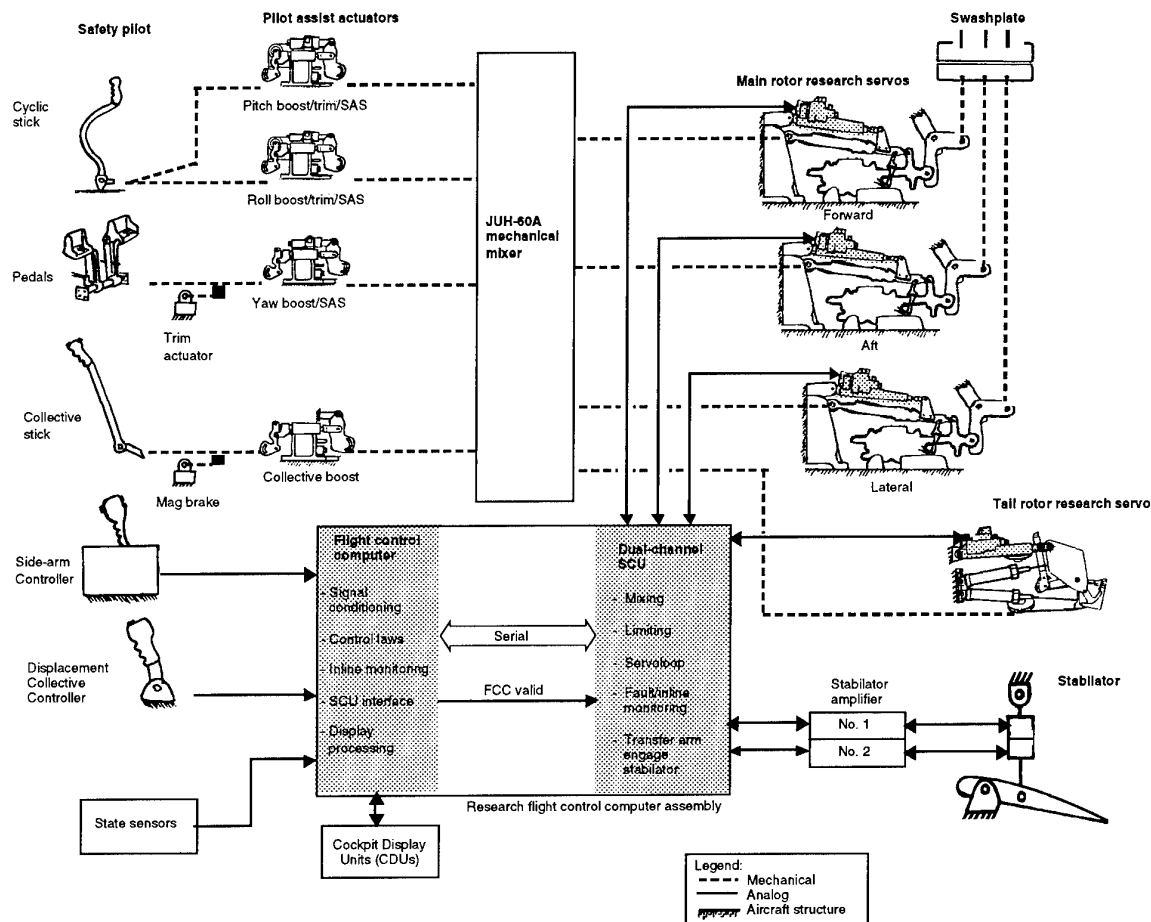 Safety pilot
Pilot assist actuators
Swashplate
Main rotor research servos
Cyclic
stick
Pitch boost/trim/SAS
Roll boost/trim/SAS
JUH-60A
mechanical
mixer
Forward
Pedals
Yaw boost/SAS
Trim
actuator
Aft
Collective
stick
Mag brake
Collective boost
Lateral
Tail rotor research servo
Side-arm
Controller
Flight control
computer
- Signal
conditioning
- Control laws
- Inline monitoring
- SCU interface
- Display
processing
Serial
FCC valid
Dual-channel
SCU
- Mixing
- Limiting
- Servoloop
- Fault/inline
monitoring
- Transfer arm
engage
stabilator
Displacement
Collective
Controller
Stabilator
amplifier
No. 1
No. 2
Stabilator
Research flight control computer assembly
State sensors
Cockpit Display
Units (CDUs)
Legend:
Mechanical
Analog
Aircraft structure